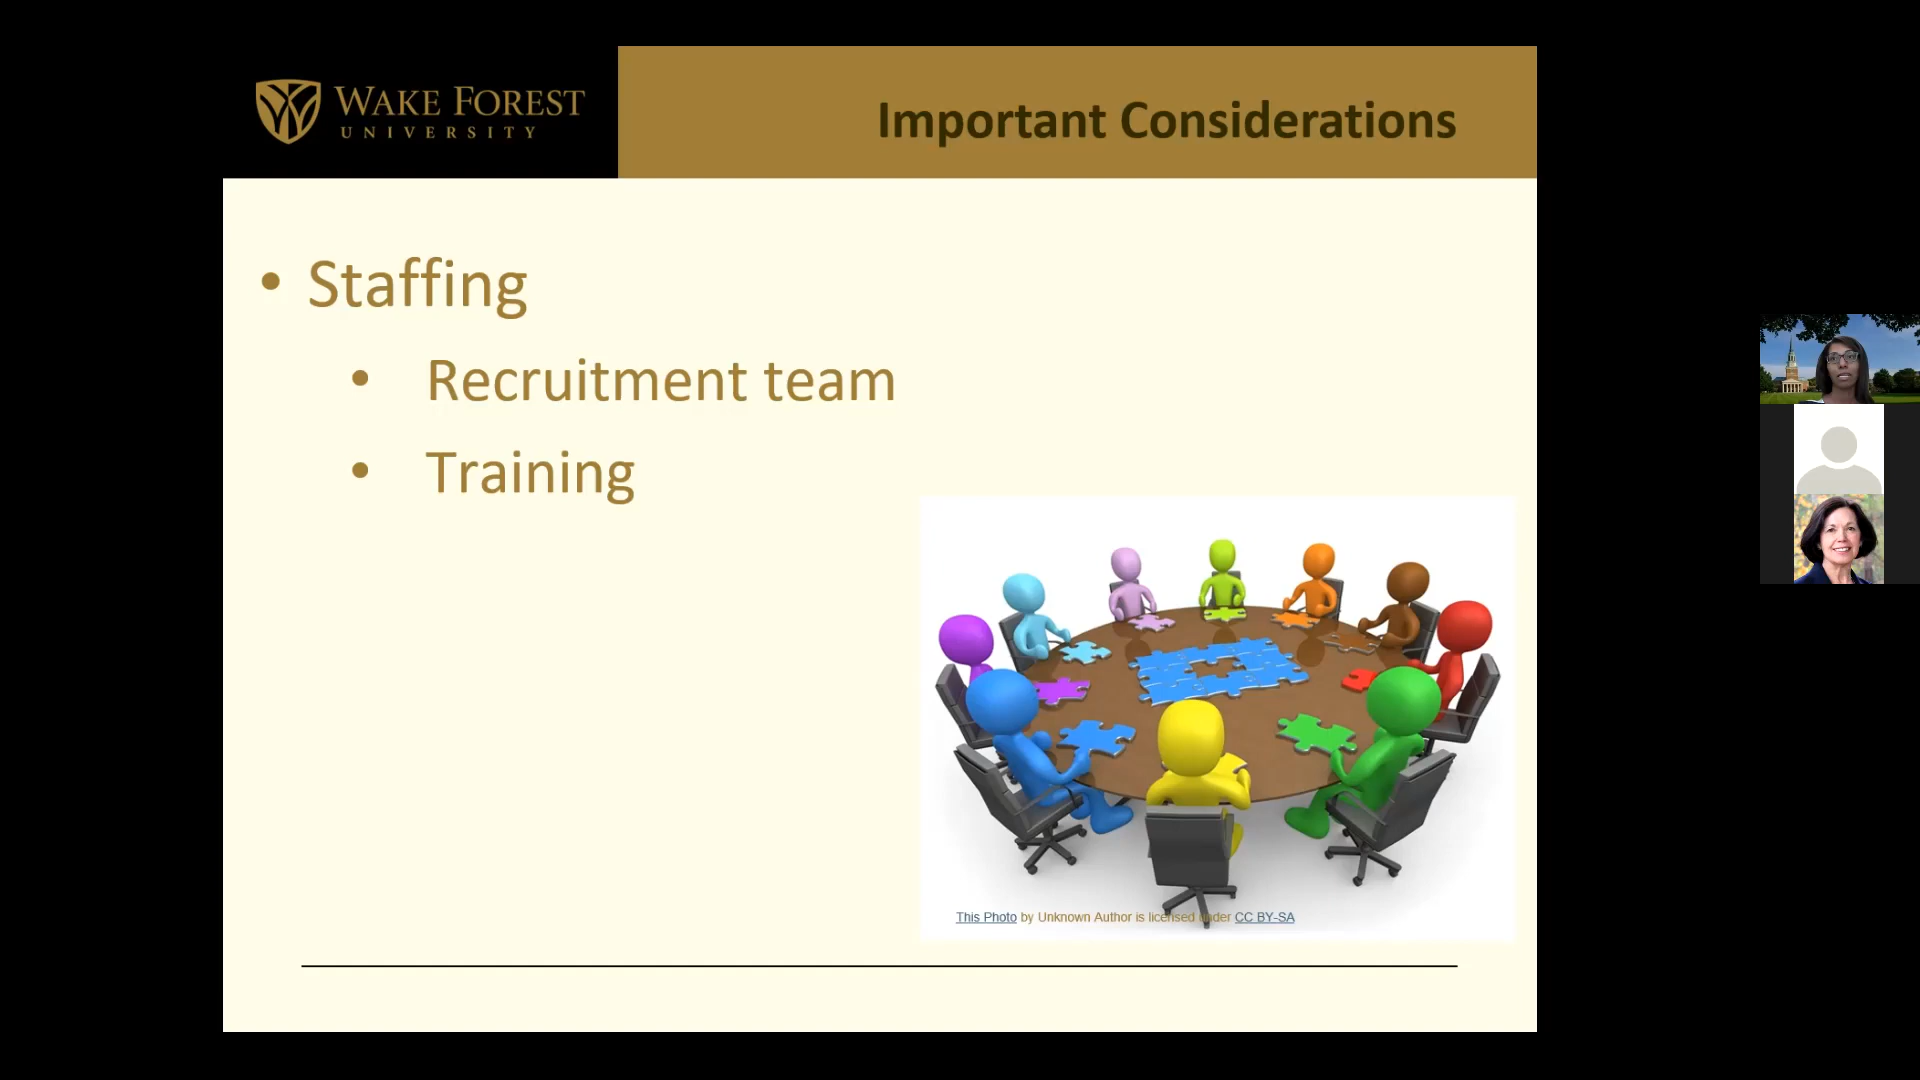 WAKE FOREST
UNIVERSITY
Important Considerations
• Staffing
• Recruitment team
• Training
This Photo by Unknown Author is licensed under CC BY-SA